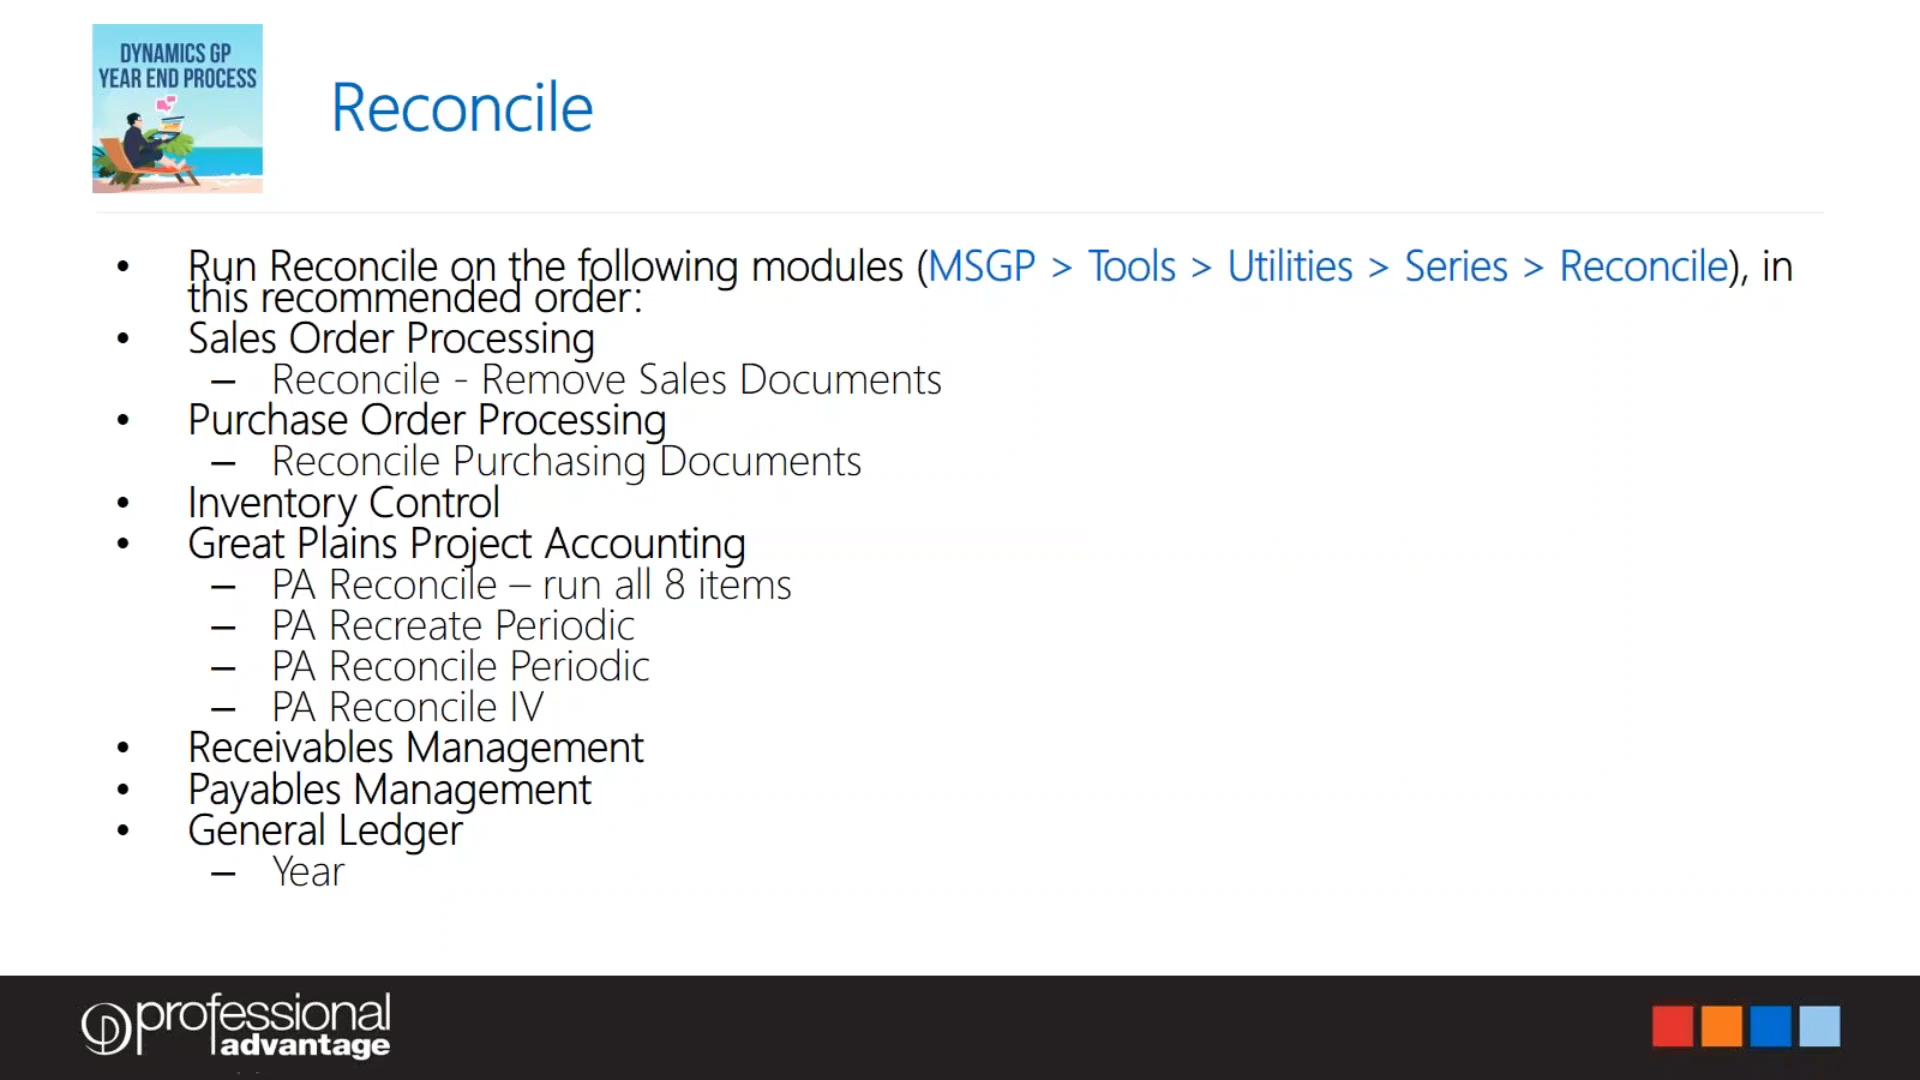 DYNAMICS GP
YEAR END PROCESS
Reconcile
• Run Reconcile on the following modules (MSGP > Tools > Utilities > Series > Reconcile), in
this recommended order:
• Sales Order Processing
– Reconcile - Remove Sales Documents
• Purchase Order Processing
– Reconcile Purchasing Documents
• Inventory Control
• Great Plains Project Accounting
– PA Reconcile – run all 8 items
– PA Recreate Periodic
– PA Reconcile Periodic
– PA Reconcile IV
• Receivables Management
• Payables Management
• General Ledger
– Year
professional
advantage